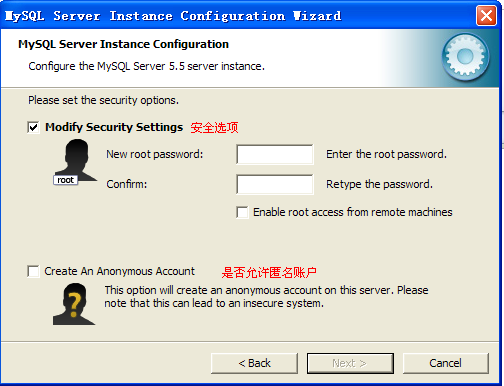 MySQL Server Instance Configuration Wizard
MySQL Server Instance Configuration
Configure the MySQL Server 5.5 server instance.
Please set the security options.
Modify Security Settings 安全选项
New root password: Enter the root password.
root
Confirm: Retype the password.
Enable root access from remote machines
Create An Anonymous Account 是否允许匿名账户
This option will create an anonymous account on this server. Please
note that this can lead to an insecure system.
< Back Next > Cancel